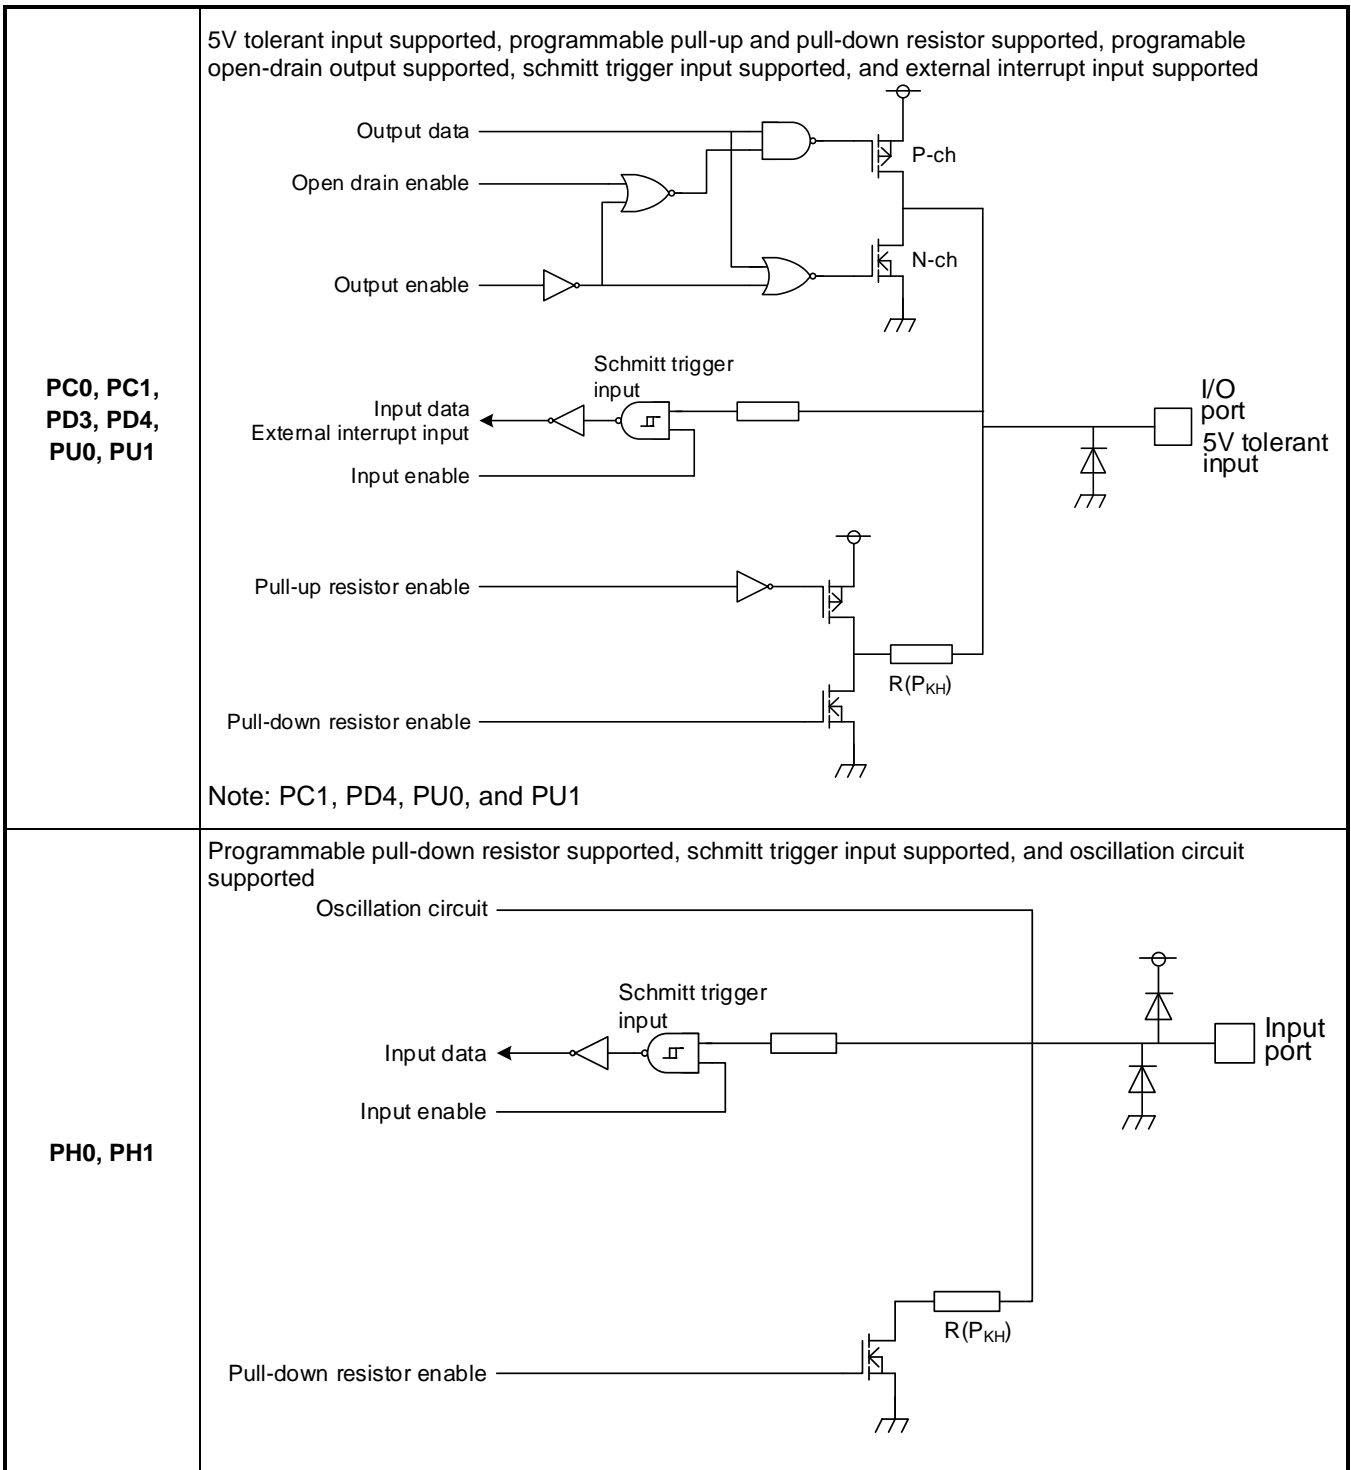 5V tolerant input supported, programmable pull-up and pull-down resistor supported, programable
open-drain output supported, schmitt trigger input supported, and external interrupt input supported
Output data
P-ch
Open drain enable
N-ch
Output enable
Schmitt trigger
input
PC0, PC1,
PD3, PD4,
PU0, PU1
Input data
External interrupt input
Input enable
I/O
port
5V tolerant
input
Pull-up resistor enable
R(PKH)
Pull-down resistor enable
Note: PC1, PD4, PU0, and PU1
Programmable pull-down resistor supported, schmitt trigger input supported, and oscillation circuit
supported
Oscillation circuit
Schmitt trigger
input
Input data
Input
port
Input enable
PH0, PH1
R(PKH)
Pull-down resistor enable